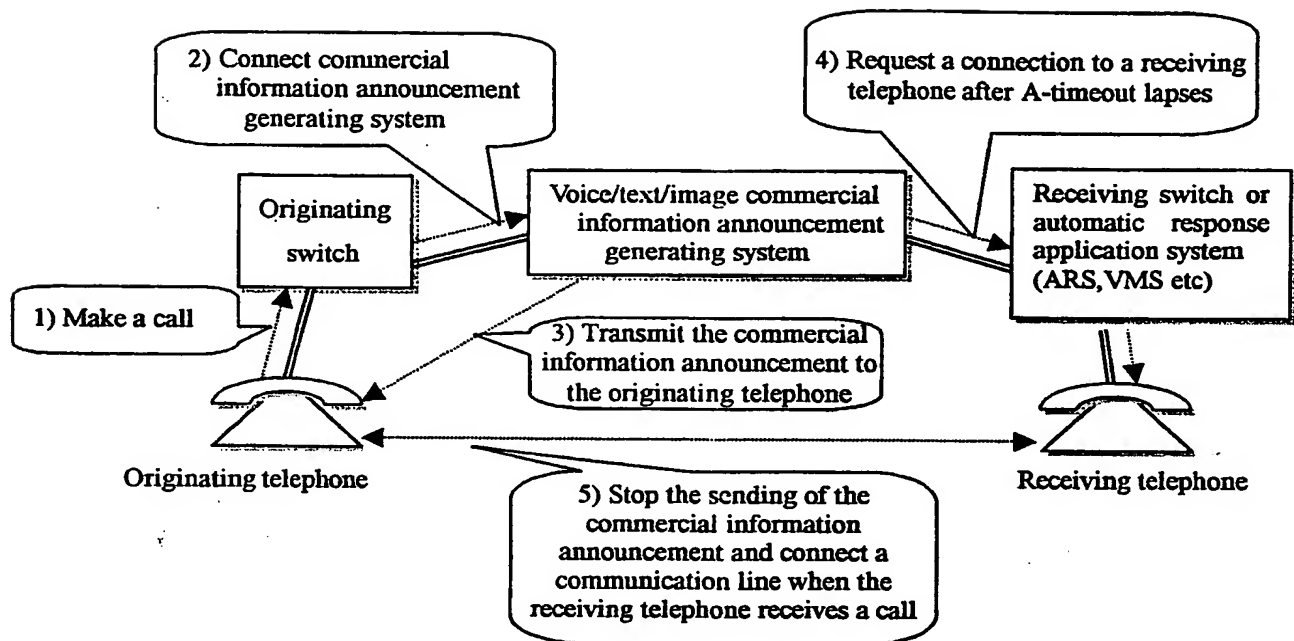 2) Connect commercial
information announcement
generating system
4) Request a connection to a receiving
telephone after A-timeout lapses
Originating
switch
Voice/text/image commercial
information announcement
generating system
Receiving switch or
automatic response
application system
(ARS, VMS etc)
1) Make a call
3) Transmit the commercial
information announcement to
the originating telephone
Originating telephone
Receiving telephone
5) Stop the sending of the
commercial information
announcement and connect a
communication line when the
receiving telephone receives a call